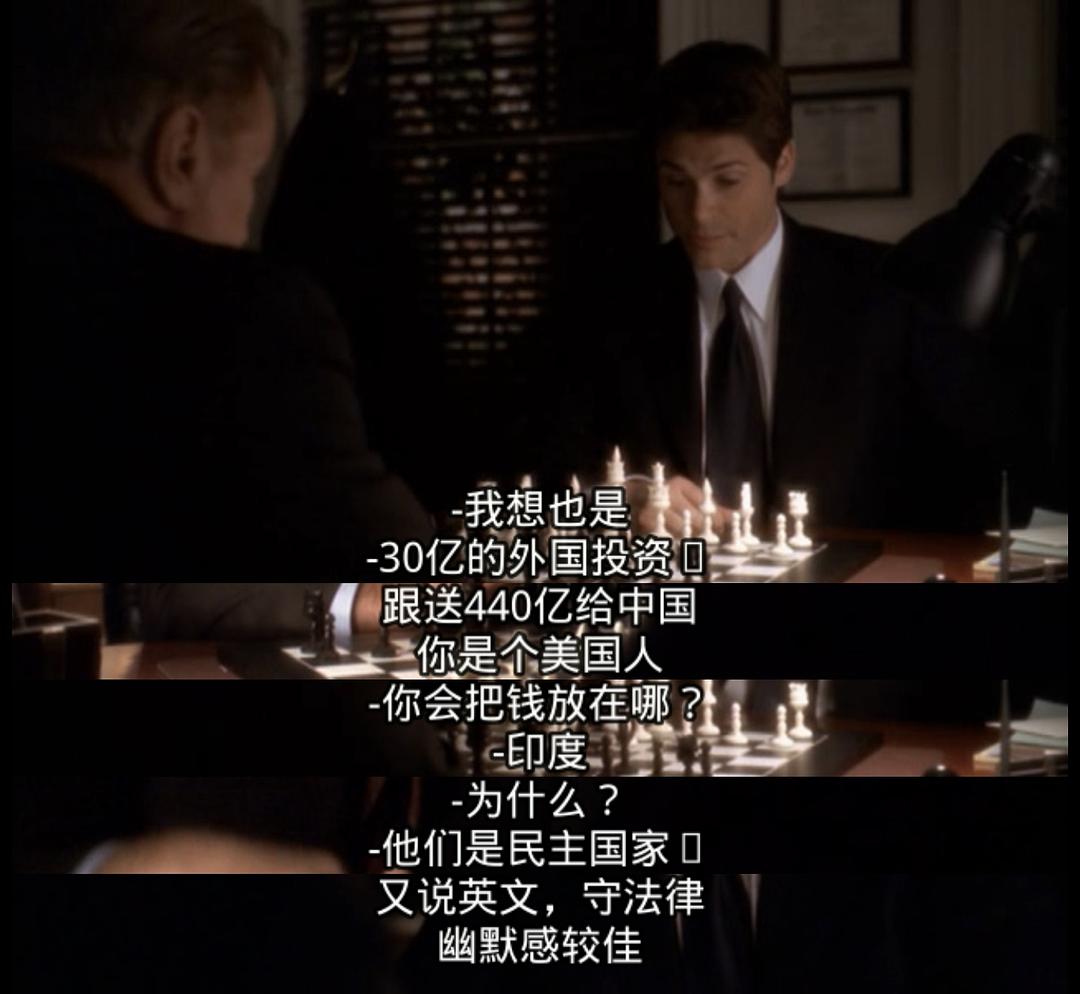 -我想也是
-30亿的外国投资 ▯
跟送440亿给中国
你是个美国人
-你会把钱放在哪？
-印度
-为什么？
-他们是民主国家 ▯
又说英文，守法律
幽默感较佳